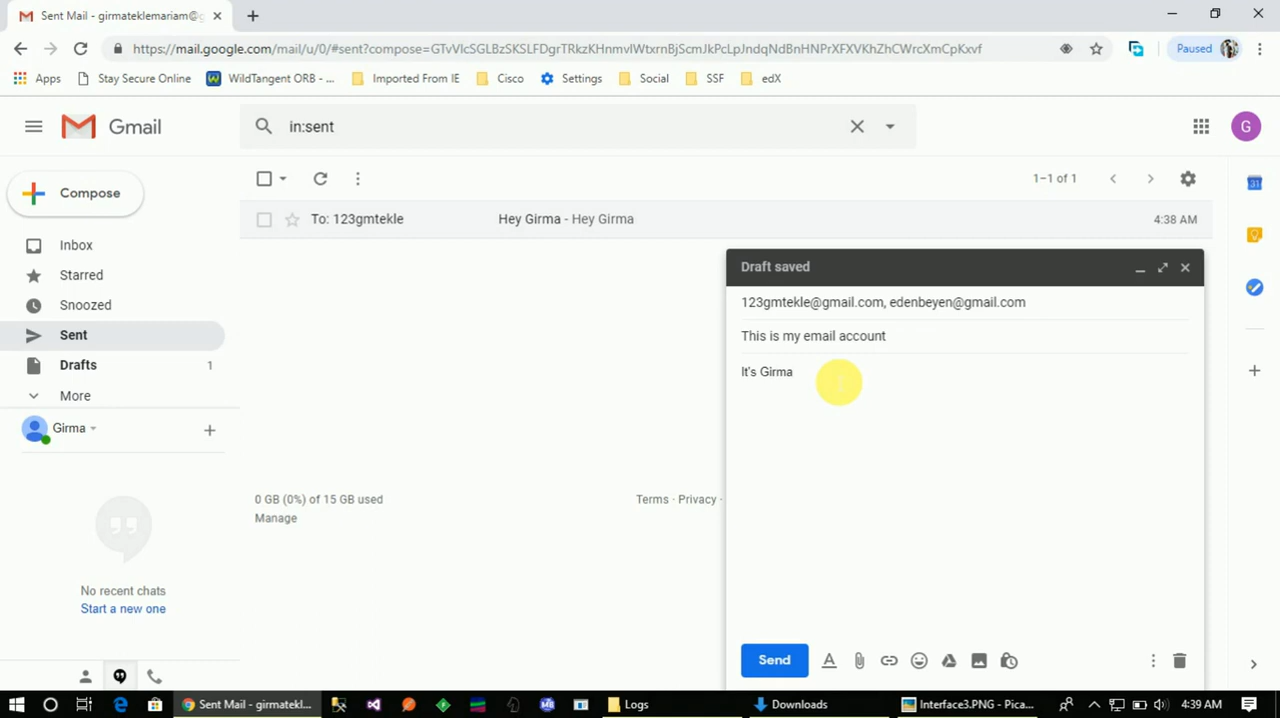 Sent Mail - girmateklemariam@g
https://mail.google.com/mail/u/0/#sent?compose=GTvVlcSGLBzSKSLFDgrTRkzKHnmvlWtxrnBjScmJkPcLpJndqNdBnHNPrXFXVKhZhCWrcXmCpKxvf
Paused
Apps
Stay Secure Online
WildTangent ORB - ...
Imported From IE
Cisco
Settings
Social
SSF
edX
Gmail
in:sent
G
Compose
1–1 of 1
31
To: 123gmtekle
Hey Girma - Hey Girma
4:38 AM
Inbox
Starred
Snoozed
Sent
Drafts 1
More
Girma
Draft saved
123gmtekle@gmail.com, edenbeyen@gmail.com
This is my email account
It's Girma
0 GB (0%) of 15 GB used
Manage
Terms · Privacy ·
No recent chats
Start a new one
Send
Sent Mail - girmatekl...
Logs
Downloads
Interface3.PNG - Pica...
4:39 AM